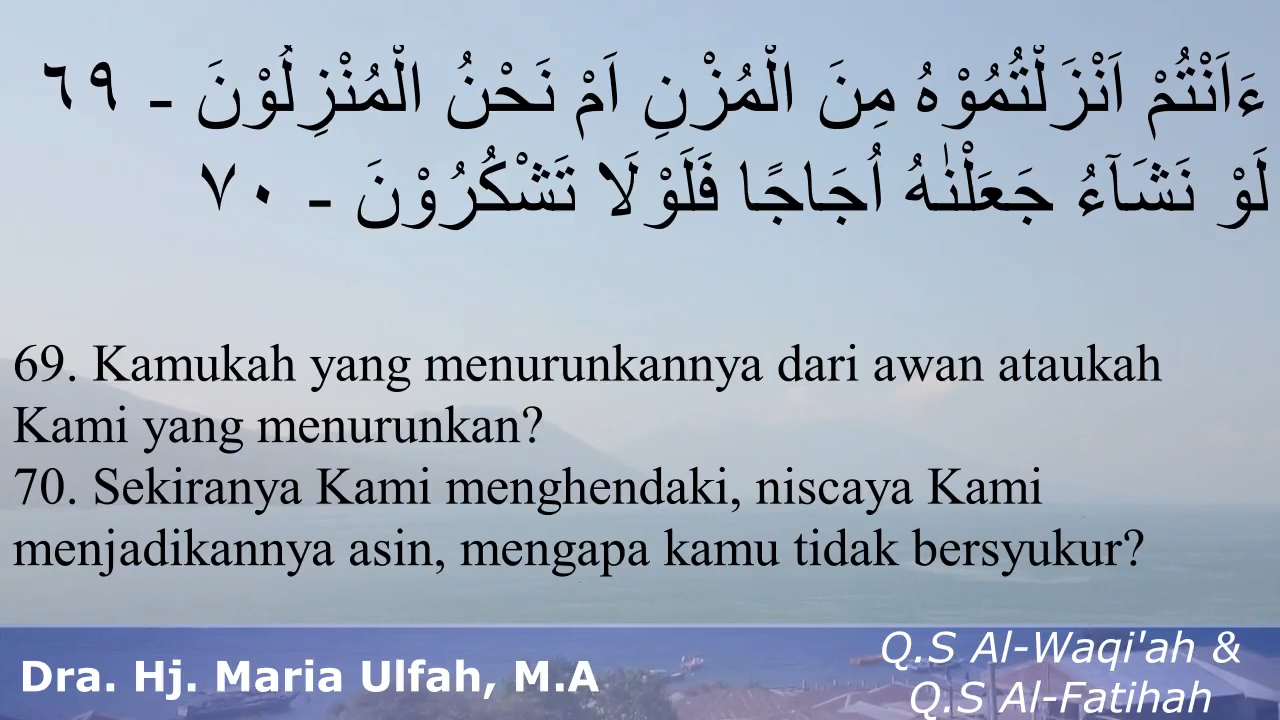 ءَاَنْتُمْ اَنْزَلْتُمُوْهُ مِنَ الْمُزْنِ اَمْ نَحْنُ الْمُنْزِلُوْنَ - ٦٩
لَوْ نَشَاۤءُ جَعَلْنٰهُ اُجَاجًا فَلَوْلَا تَشْكُرُوْنَ - ٧٠
69. Kamukah yang menurunkannya dari awan ataukah
Kami yang menurunkan?
70. Sekiranya Kami menghendaki, niscaya Kami
menjadikannya asin, mengapa kamu tidak bersyukur?
Dra. Hj. Maria Ulfah, M.A
Q.S Al-Waqi'ah &
Q.S Al-Fatihah